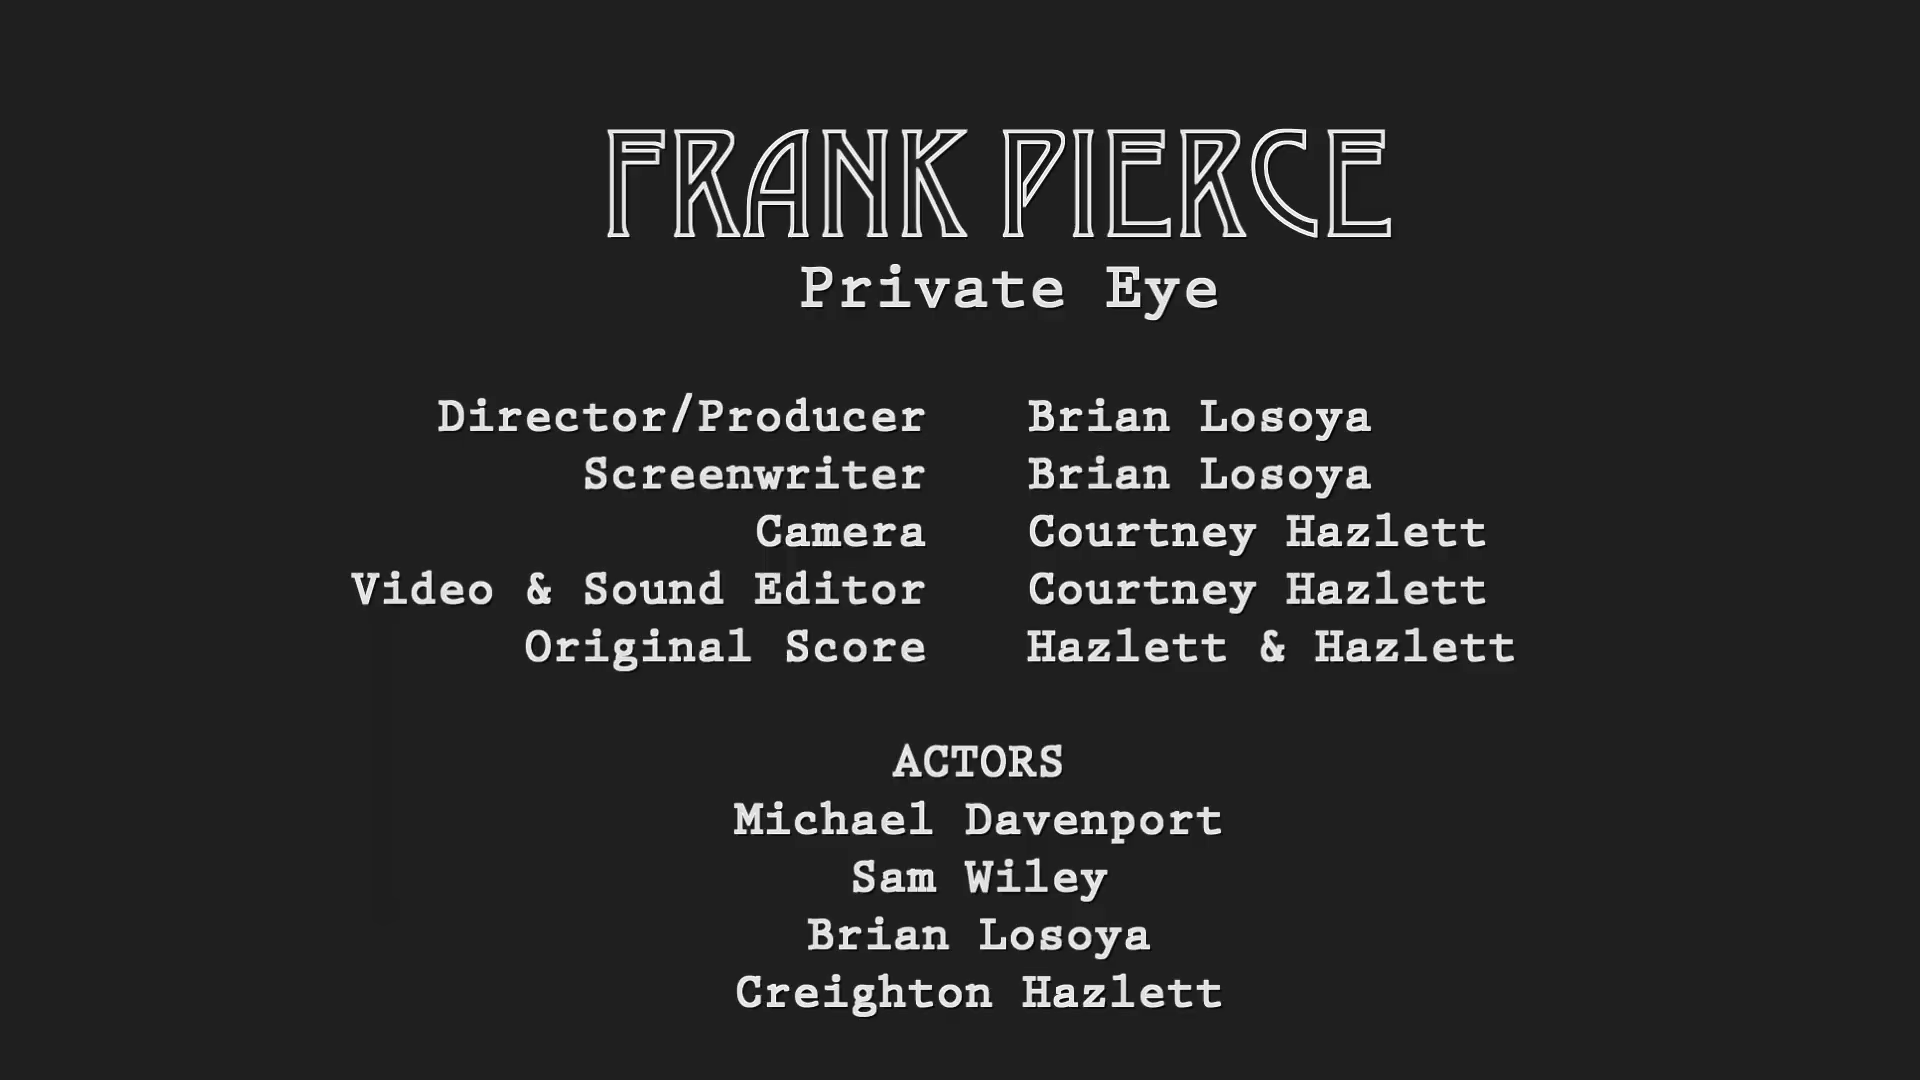 FRANK PIERCE
Private Eye
Director/Producer Brian Losoya
Screenwriter Brian Losoya
Camera Courtney Hazlett
Video & Sound Editor Courtney Hazlett
Original Score Hazlett & Hazlett
ACTORS
Michael Davenport
Sam Wiley
Brian Losoya
Creighton Hazlett